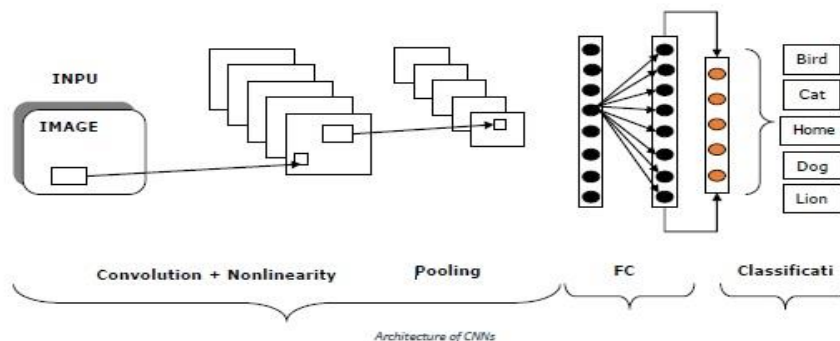 INPU
IMAGE
Bird
Cat
Home
Dog
Lion
Convolution + Nonlinearity
Pooling
FC
Classificati
Architecture of CNNs